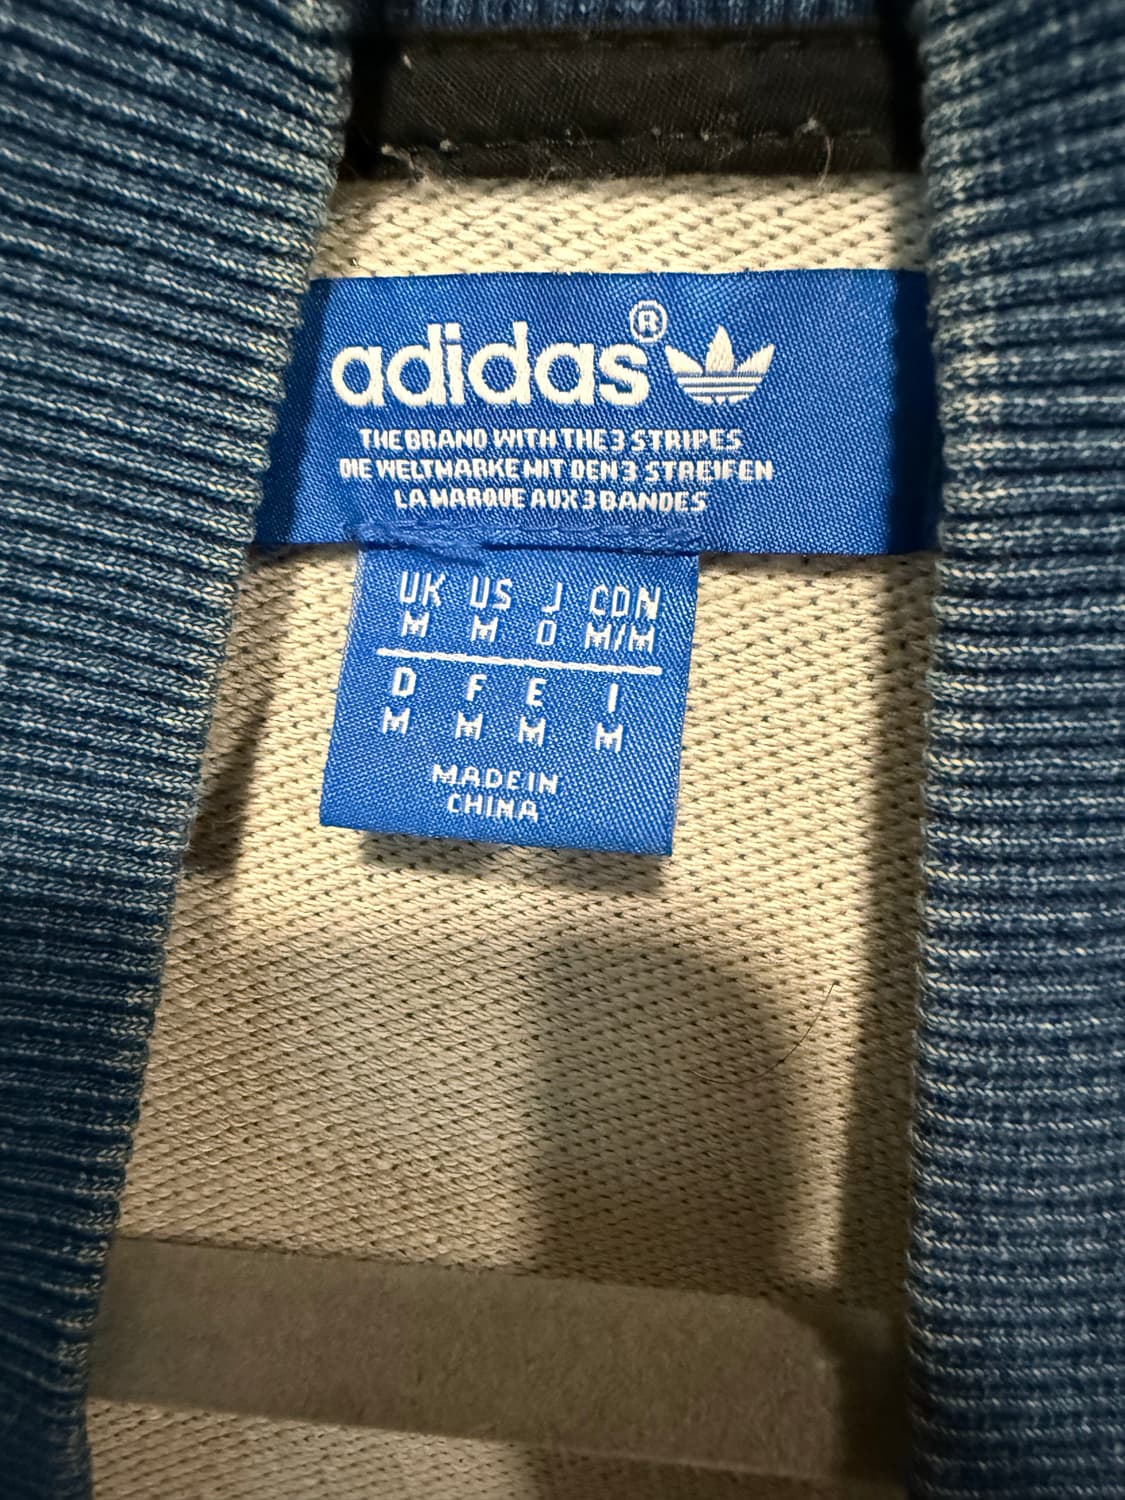 adidas®
THE BRAND WITH THE 3 STRIPES
DIE WELTMARKE MIT DEN 3 STREIFEN
LA MARQUE AUX 3 BANDES
UK US J CDN
M M O M/M
D F E I
M M M M
MADE IN
CHINA